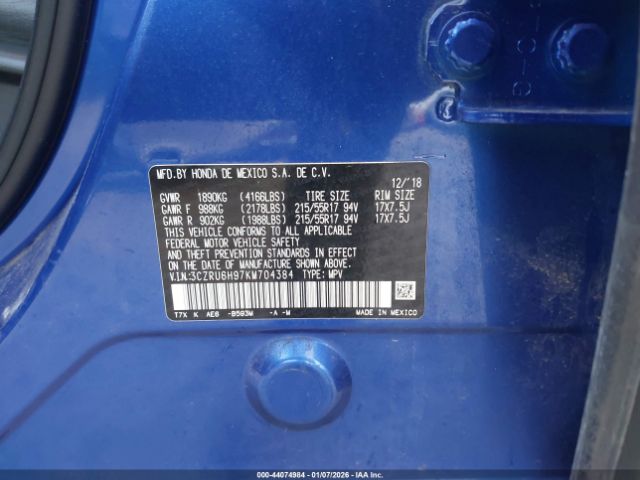 MFD.BY HONDA DE MEXICO S.A. DE C.V.
12/'18
GVWR 1890KG (4166LBS) TIRE SIZE RIM SIZE
GAWR F 988KG (2178LBS) 215/55R17 94V 17X7.5J
GAWR R 902KG (1988LBS) 215/55R17 94V 17X7.5J
THIS VEHICLE CONFORMS TO ALL APPLICABLE
FEDERAL MOTOR VEHICLE SAFETY
AND THEFT PREVENTION STANDARDS IN EFFECT
ON THE DATE OF MANUFACTURE SHOWN ABOVE.
V.I.N.:3CZRU6H97KM704384 TYPE: MPV
T7X K AE6 -B593M -A -M MADE IN MEXICO
000-44074984 | 01/07/2026 - IAAI.com